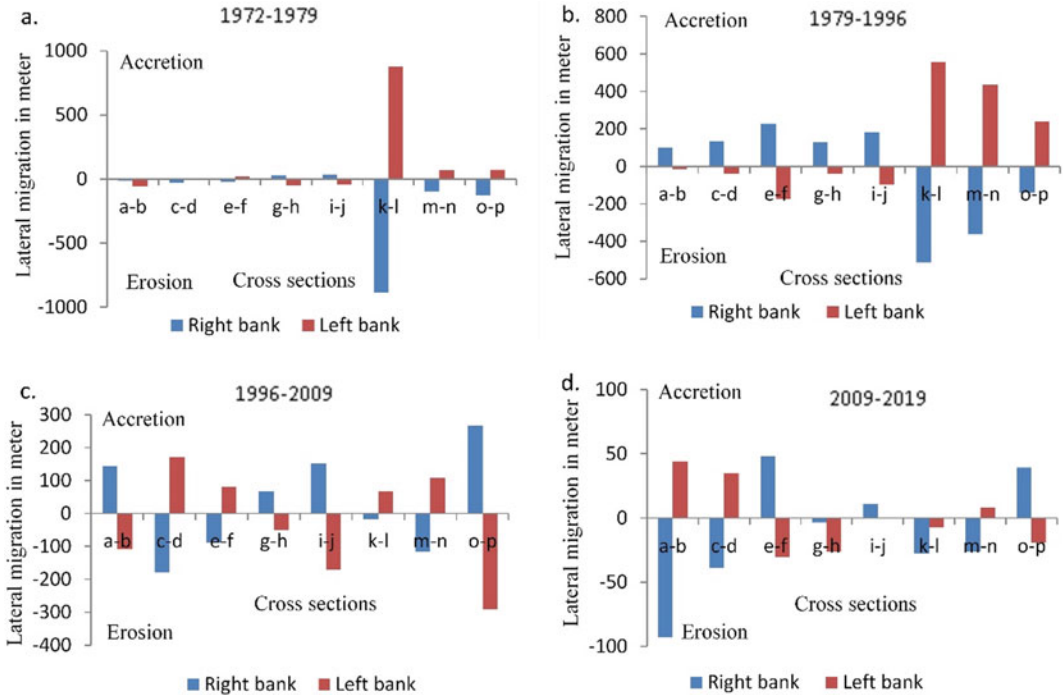 a.
1972-1979
Lateral migration in meter
Accretion
1000
500
0
-500
-1000
a-b c-d e-f g-h i-j k-l m-n o-p
Erosion
Cross sections
Right bank Left bank
b.
1979-1996
Lateral migration in meter
Accretion
800
600
400
200
0
-200
-400
-600
a-b c-d e-f g-h i-j k-l m-n o-p
Erosion
Cross sections
Right bank Left bank
c.
1996-2009
Lateral migration in meter
Accretion
300
200
100
0
-100
-200
-300
-400
a-b c-d e-f g-h i-j k-l m-n o-p
Cross sections
Erosion
Right bank Left bank
d.
2009-2019
Lateral migration in meter
Accretion
100
50
0
-50
-100
a-b c-d e-f g-h i-j k-l m-n o-p
Cross sections
Erosion
Right bank Left bank